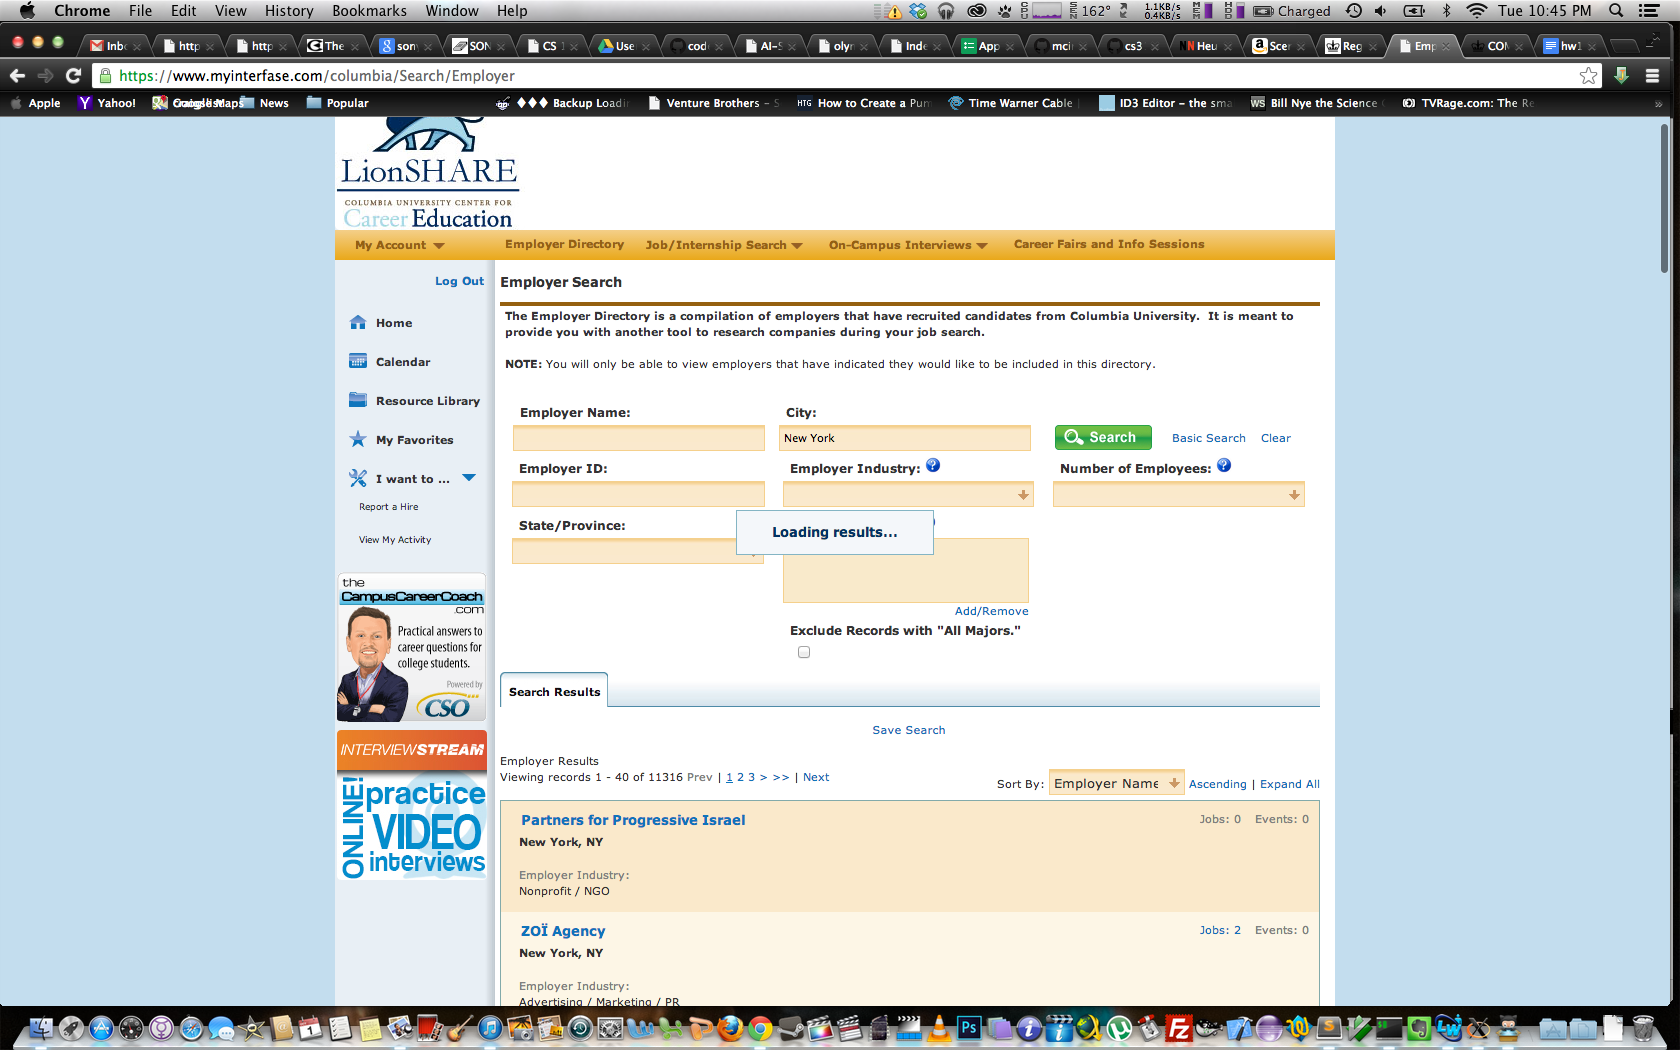 Chrome File Edit View History Bookmarks Window Help
162° 1.1KB/s 0.4KB/s Charged Tue 10:45 PM
Inb http http The son SON CS Use cod AI-S olyr Inde App mci cs3 Heu Scer Reg Emp CON hw1
https://www.myinterfase.com/columbia/Search/Employer
Apple Yahoo! News Popular Backup Loadin Venture Brothers – S How to Create a Pum Time Warner Cable ID3 Editor – the sma Bill Nye the Science TVRage.com: The Re
LionSHARE
COLUMBIA UNIVERSITY CENTER FOR
Career Education
My Account Employer Directory Job/Internship Search On-Campus Interviews Career Fairs and Info Sessions
Log Out
Home
Calendar
Resource Library
My Favorites
I want to ...
Report a Hire
View My Activity
the
CampusCareerCoach
.com
Practical answers to
career questions for
college students.
Powered by
CSO
INTERVIEWSTREAM
ONLINE!
practice
VIDEO
interviews
Employer Search
The Employer Directory is a compilation of employers that have recruited candidates from Columbia University. It is meant to
provide you with another tool to research companies during your job search.
NOTE: You will only be able to view employers that have indicated they would like to be included in this directory.
Employer Name: City:
New York Search Basic Search Clear
Employer ID: Employer Industry: Number of Employees:
State/Province:
Loading results...
Add/Remove
Exclude Records with "All Majors."
Search Results
Save Search
Employer Results
Viewing records 1 - 40 of 11316 Prev | 1 2 3 > >> | Next
Sort By: Employer Name Ascending | Expand All
Partners for Progressive Israel Jobs: 0 Events: 0
New York, NY
Employer Industry:
Nonprofit / NGO
ZOÏ Agency Jobs: 2 Events: 0
New York, NY
Employer Industry:
Advertising / Marketing / PR